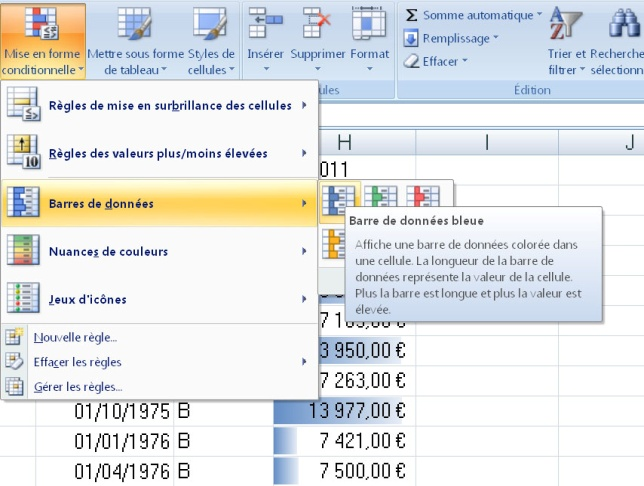 Mise en forme conditionnelle
Mettre sous forme de tableau
Styles de cellules
Insérer
Supprimer
Format
Σ Somme automatique
Remplissage
Effacer
Trier et filtrer
Recherche
sélectionn
ules
Édition
Règles de mise en surbrillance des cellules
Règles des valeurs plus/moins élevées
Barres de données
Nuances de couleurs
Jeux d'icônes
Nouvelle règle...
Effacer les règles
Gérer les règles...
H I J
011
Barre de données bleue
Affiche une barre de données colorée dans
une cellule. La longueur de la barre de
données représente la valeur de la cellule.
Plus la barre est longue et plus la valeur est
élevée.
3 950,00 €
7 263,00 €
01/10/1975 B 13 977,00 €
01/01/1976 B 7 421,00 €
01/04/1976 B 7 500,00 €